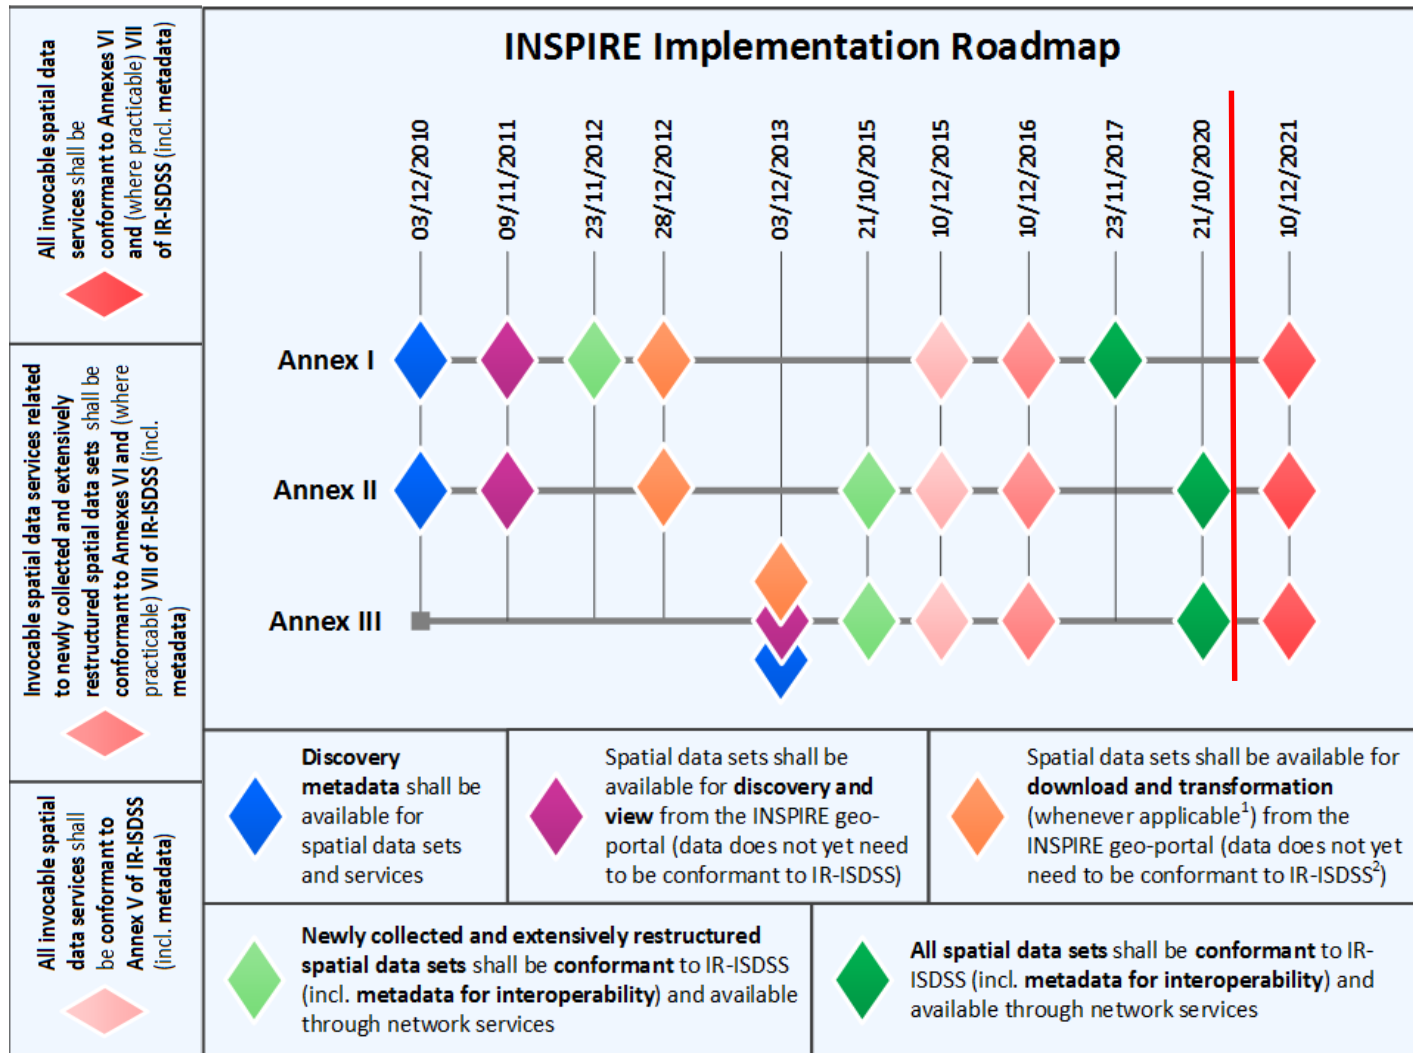 INSPIRE Implementation Roadmap
03/12/2010
09/11/2011
23/11/2012
28/12/2012
03/12/2013
21/10/2015
10/12/2015
10/12/2016
23/11/2017
21/10/2020
10/12/2021
Annex I
Annex II
Annex III
All invocable spatial data
services shall be
conformant to Annexes VI
and (where practicable) VII
of IR-ISDSS (incl. metadata)
Invocable spatial data services related
to newly collected and extensively
restructured spatial data sets shall be
conformant to Annexes VI and (where
practicable) VII of IR-ISDSS (incl.
metadata)
All invocable spatial
data services shall
be conformant to
Annex V of IR-ISDSS
(incl. metadata)
Discovery
metadata shall be
available for
spatial data sets
and services
Spatial data sets shall be
available for discovery and
view from the INSPIRE geo-
portal (data does not yet need
to be conformant to IR-ISDSS)
Spatial data sets shall be available for
download and transformation
(whenever applicable¹) from the
INSPIRE geo-portal (data does not yet
need to be conformant to IR-ISDSS²)
Newly collected and extensively restructured
spatial data sets shall be conformant to IR-ISDSS
(incl. metadata for interoperability) and available
through network services
All spatial data sets shall be conformant to IR-
ISDSS (incl. metadata for interoperability) and
available through network services